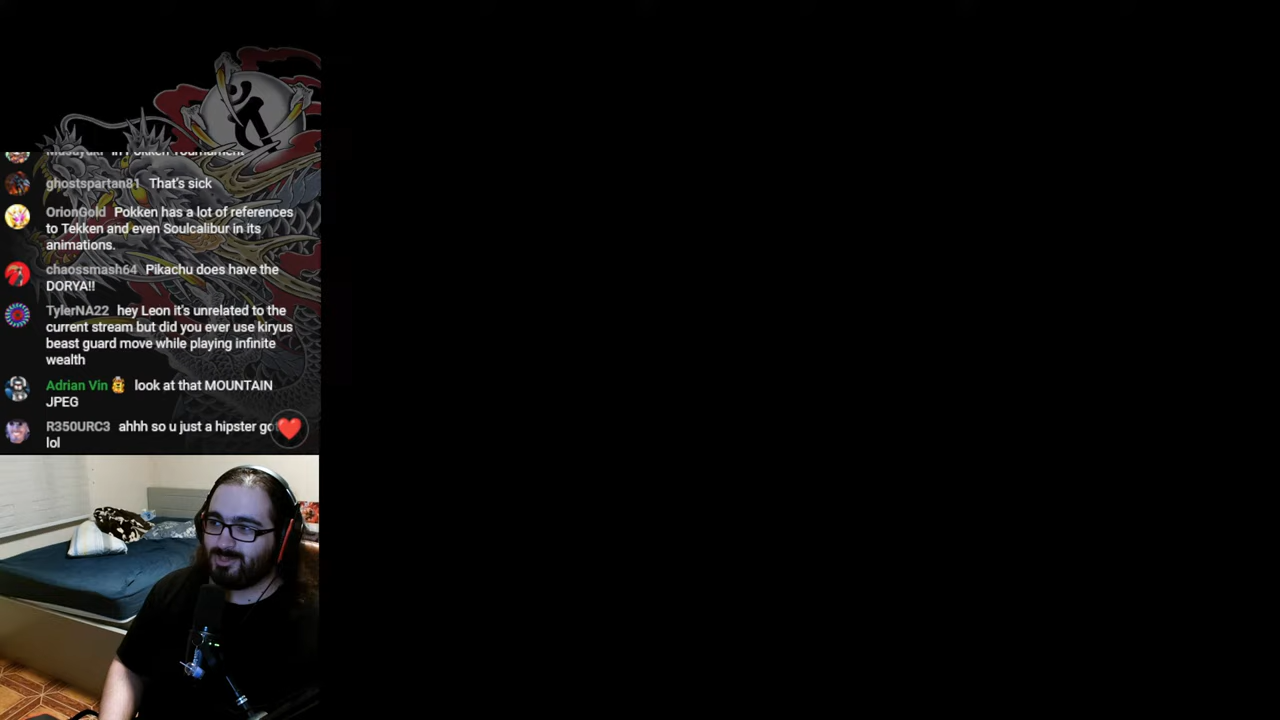 in Pokken Tournament
ghostspartan81 That's sick
OrionGold Pokken has a lot of references
to Tekken and even Soulcalibur in its
animations.
chaossmash64 Pikachu does have the
DORYA!!
TylerNA22 hey Leon it's unrelated to the
current stream but did you ever use kiryus
beast guard move while playing infinite
wealth
Adrian Vin look at that MOUNTAIN
JPEG
R350URC3 ahhh so u just a hipster
lol